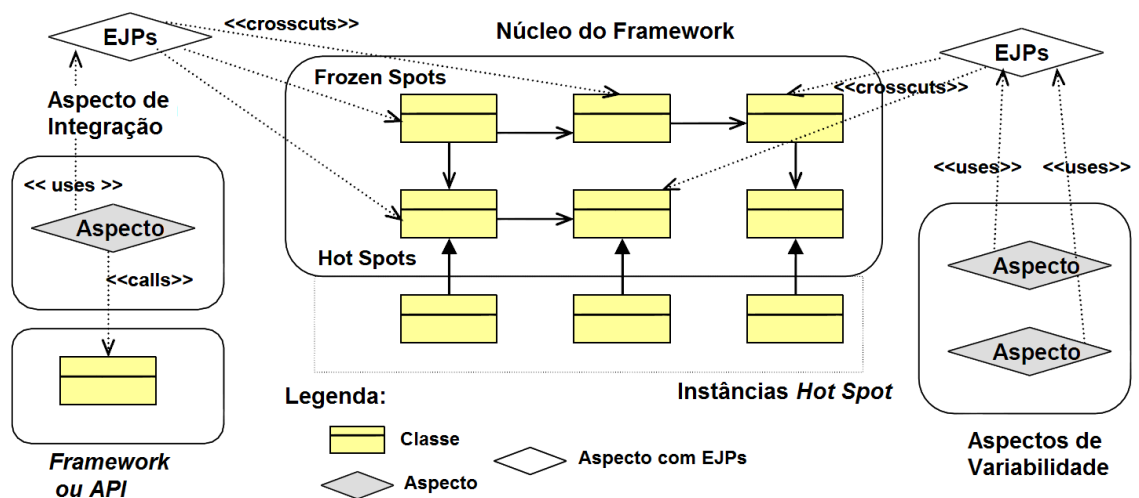 <<crosscuts>>
Núcleo do Framework
EJPs
EJPs
Frozen Spots
<<crosscuts>>
Aspecto de
Integração
<< uses >>
<<uses>>
<<uses>>
Aspecto
Hot Spots
<<calls>>
Aspecto
Aspecto
Instâncias Hot Spot
Legenda:
Classe
Aspecto com EJPs
Aspecto
Framework
ou API
Aspectos de
Variabilidade